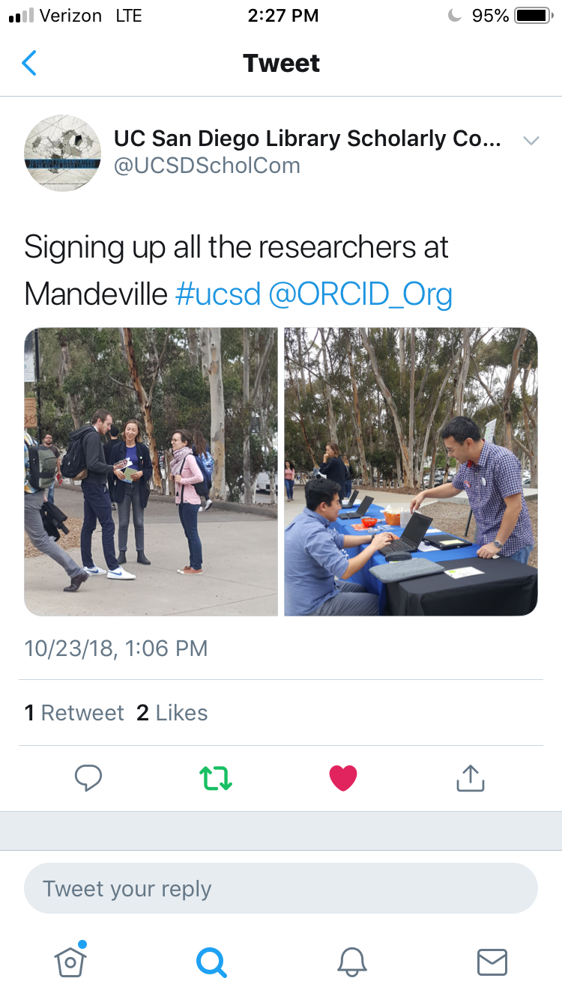 Verizon LTE 2:27 PM 95%
Tweet
UC San Diego Library Scholarly Co...
@UCSDScholCom
Signing up all the researchers at
Mandeville #ucsd @ORCID_Org
10/23/18, 1:06 PM
1 Retweet 2 Likes
Tweet your reply